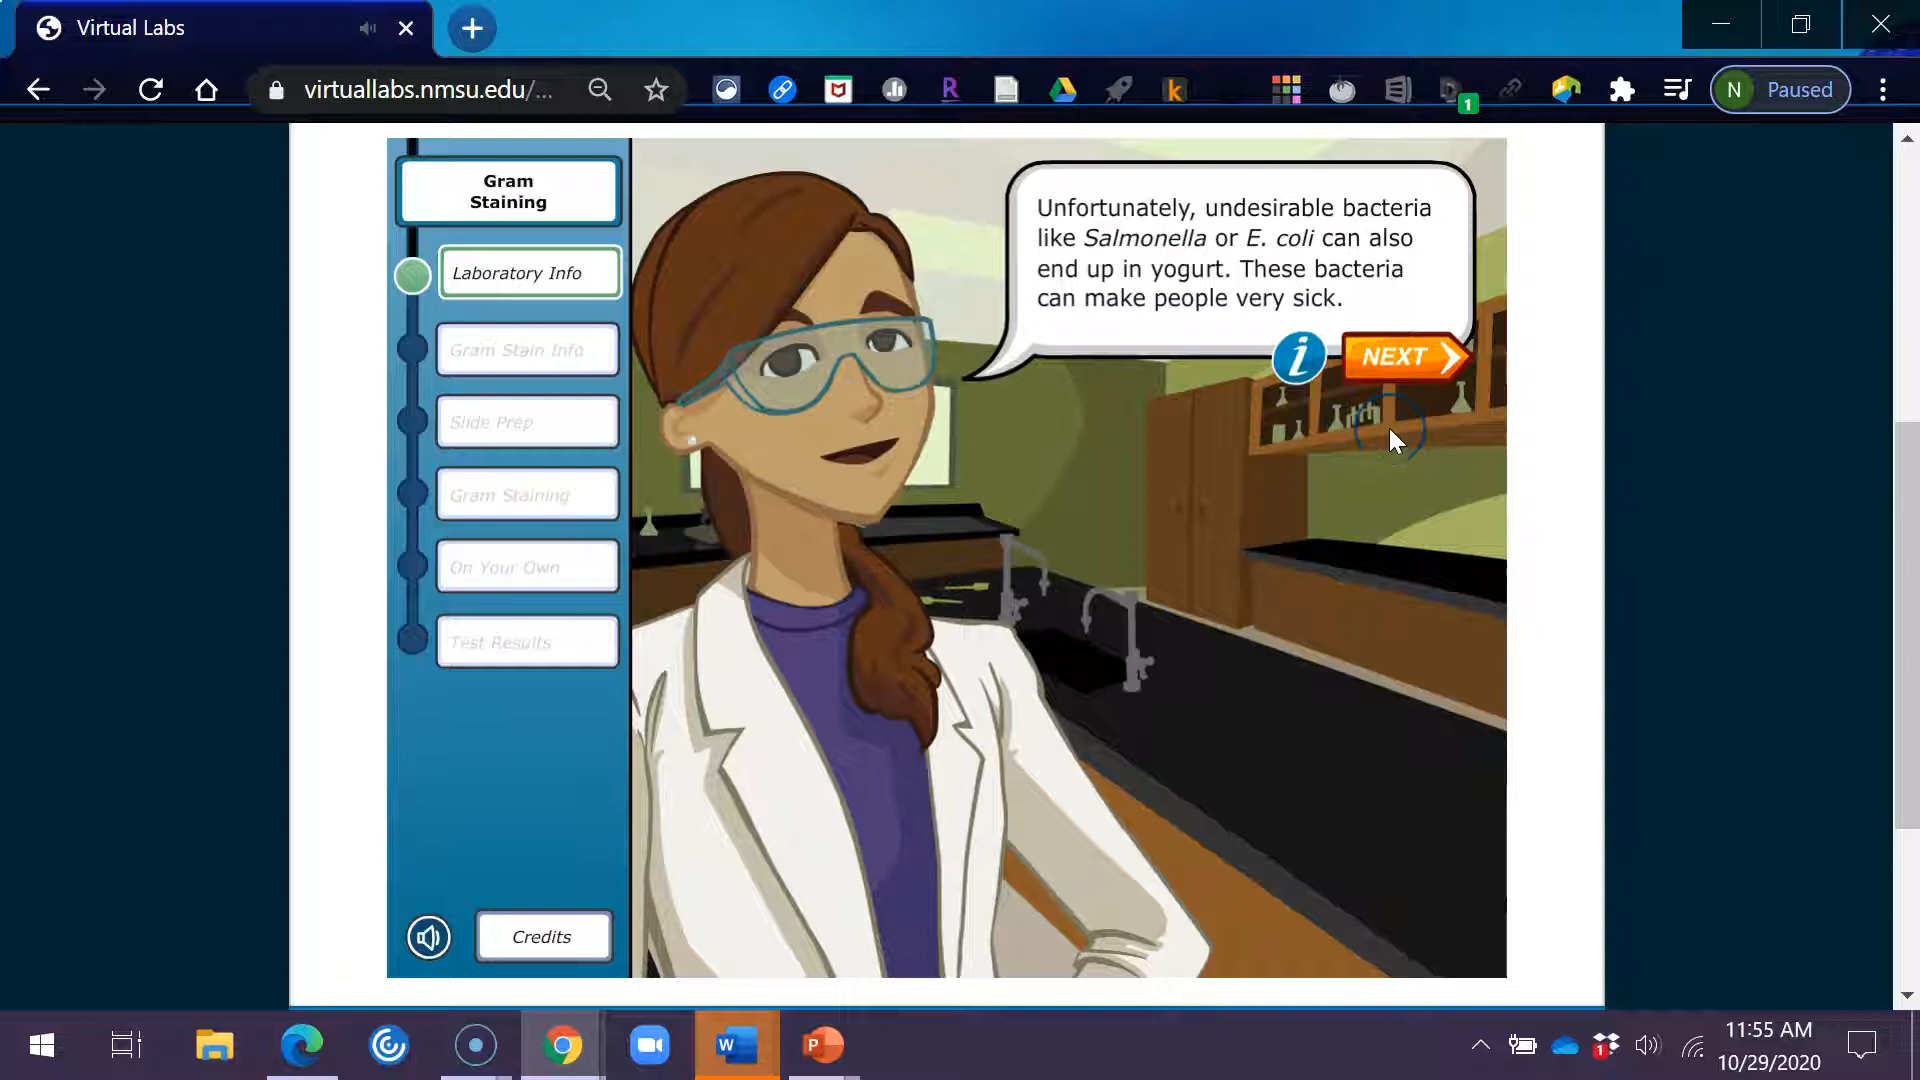 Virtual Labs
virtuallabs.nmsu.edu/...
R
k
1
N
Paused
Gram
Staining
Laboratory Info
Gram Stain Info
Slide Prep
Gram Staining
On Your Own
Test Results
Credits
Unfortunately, undesirable bacteria
like Salmonella or E. coli can also
end up in yogurt. These bacteria
can make people very sick.
i
NEXT
W
P
1
11:55 AM
10/29/2020